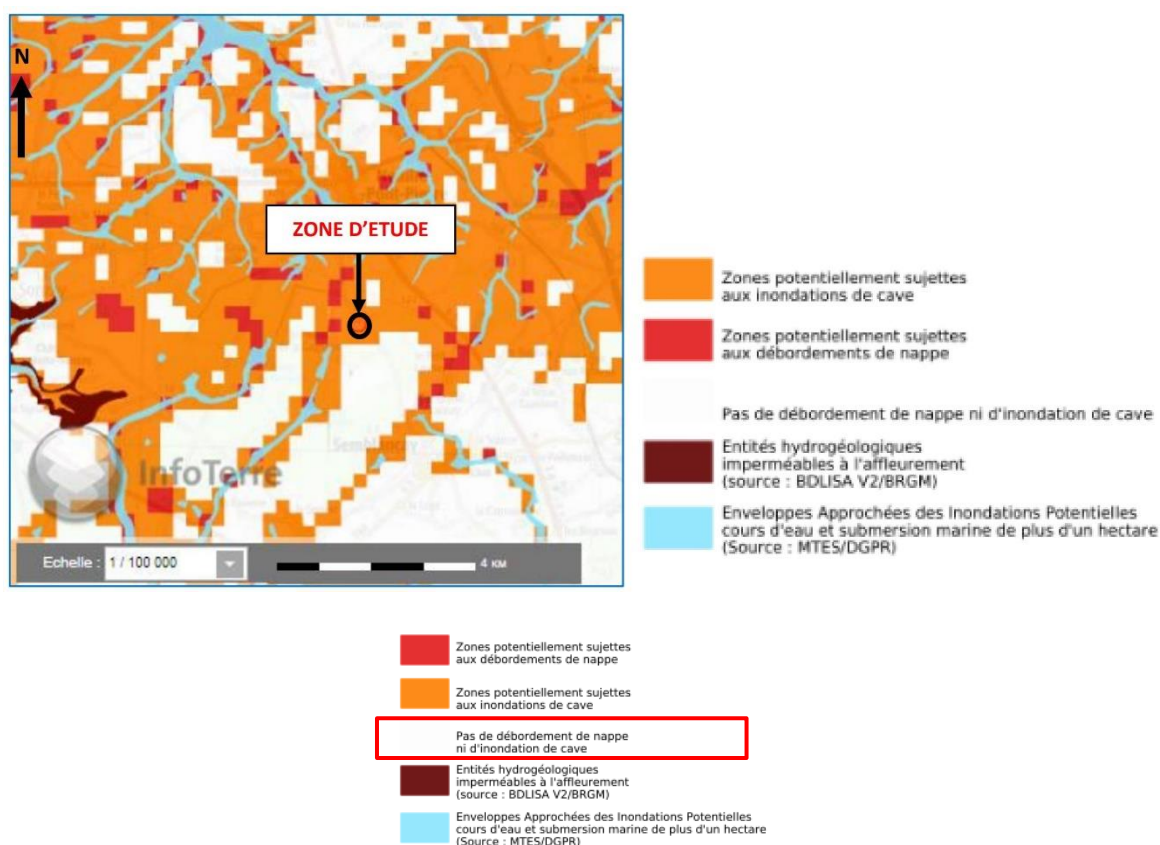 N
ZONE D'ETUDE
Semblançay
InfoTerre
Echelle : 1 / 100 000
4 KM
Zones potentiellement sujettes
aux inondations de cave
Zones potentiellement sujettes
aux débordements de nappe
Pas de débordement de nappe ni d'inondation de cave
Entités hydrogéologiques
imperméables à l'affleurement
(source : BDLISA V2/BRGM)
Enveloppes Approchées des Inondations Potentielles
cours d'eau et submersion marine de plus d'un hectare
(Source : MTES/DGPR)
Zones potentiellement sujettes
aux débordements de nappe
Zones potentiellement sujettes
aux inondations de cave
Pas de débordement de nappe
ni d'inondation de cave
Entités hydrogéologiques
imperméables à l'affleurement
(source : BDLISA V2/BRGM)
Enveloppes Approchées des Inondations Potentielles
cours d'eau et submersion marine de plus d'un hectare
(Source : MTES/DGPR)